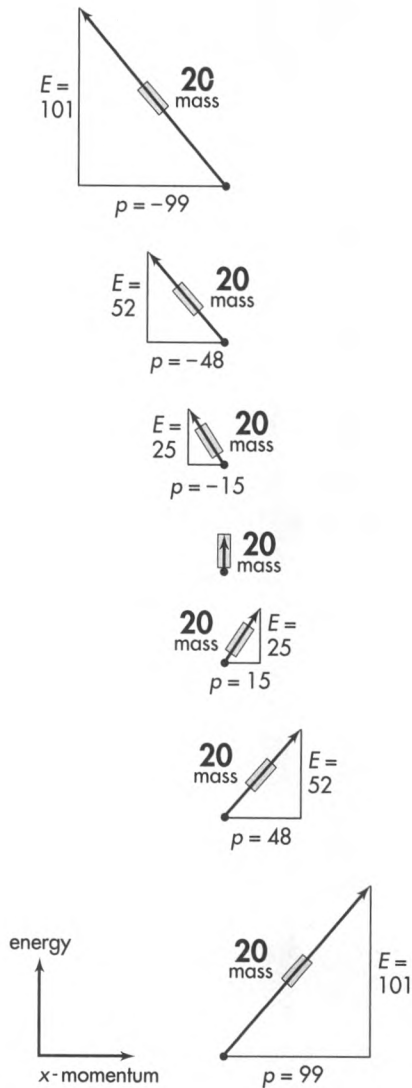 E =
101
20
mass
p = −99
E =
52
20
mass
p = −48
E =
25
20
mass
p = −15
20
mass
20
mass
E =
25
p = 15
20
mass
E =
52
p = 48
energy
x-momentum
20
mass
E =
101
p = 99